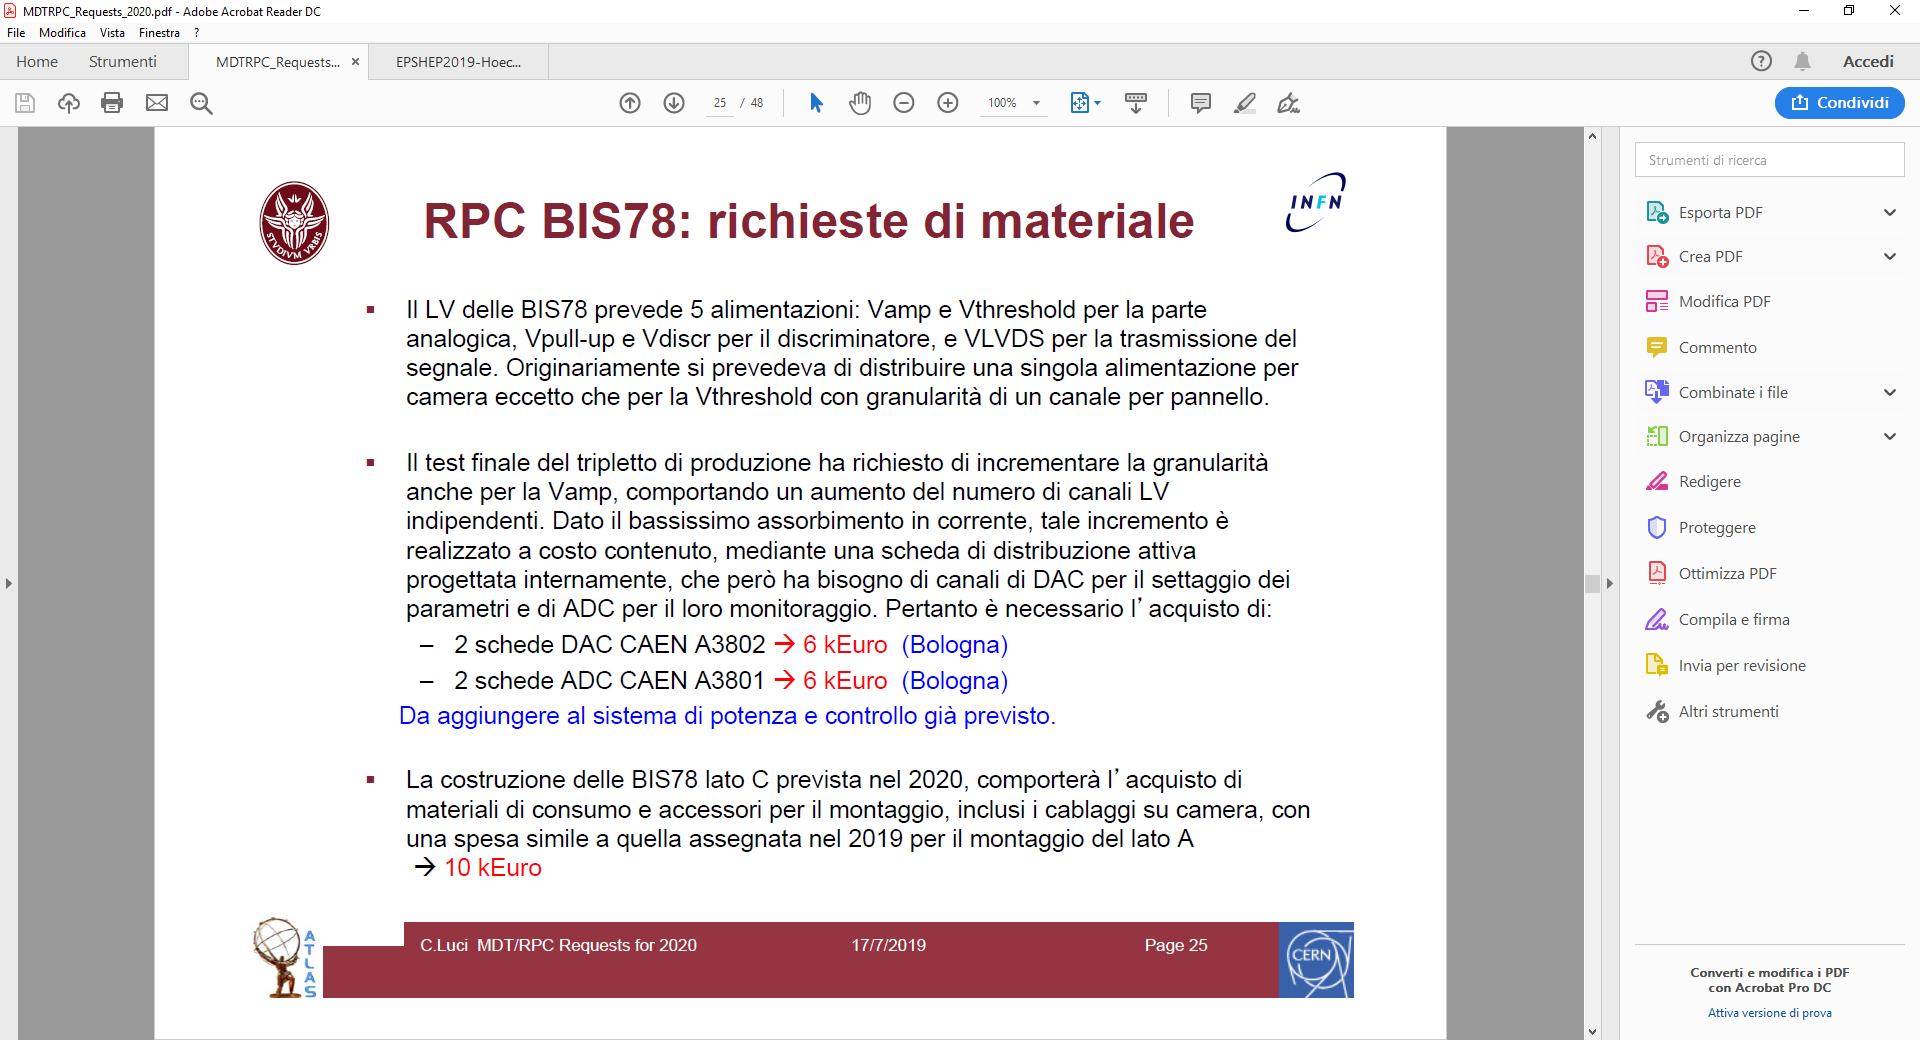 MDTRPC_Requests_2020.pdf - Adobe Acrobat Reader DC
File Modifica Vista Finestra ?
Home Strumenti MDTRPC_Requests... × EPSHEP2019-Hoec... Accedi
25 / 48 100% Condividi
STVDIVM VRBIS
RPC BIS78: richieste di materiale
INFN
▪ Il LV delle BIS78 prevede 5 alimentazioni: Vamp e Vthreshold per la parte
analogica, Vpull-up e Vdiscr per il discriminatore, e VLVDS per la trasmissione del
segnale. Originariamente si prevedeva di distribuire una singola alimentazione per
camera eccetto che per la Vthreshold con granularità di un canale per pannello.
▪ Il test finale del tripletto di produzione ha richiesto di incrementare la granularità
anche per la Vamp, comportando un aumento del numero di canali LV
indipendenti. Dato il bassissimo assorbimento in corrente, tale incremento è
realizzato a costo contenuto, mediante una scheda di distribuzione attiva
progettata internamente, che però ha bisogno di canali di DAC per il settaggio dei
parametri e di ADC per il loro monitoraggio. Pertanto è necessario l’acquisto di:
– 2 schede DAC CAEN A3802 → 6 kEuro (Bologna)
– 2 schede ADC CAEN A3801 → 6 kEuro (Bologna)
Da aggiungere al sistema di potenza e controllo già previsto.
▪ La costruzione delle BIS78 lato C prevista nel 2020, comporterà l’acquisto di
materiali di consumo e accessori per il montaggio, inclusi i cablaggi su camera, con
una spesa simile a quella assegnata nel 2019 per il montaggio del lato A
→ 10 kEuro
ATLAS
C.Luci MDT/RPC Requests for 2020 17/7/2019 Page 25
CERN
Strumenti di ricerca
Esporta PDF
Crea PDF
Modifica PDF
Commento
Combinate i file
Organizza pagine
Redigere
Proteggere
Ottimizza PDF
Compila e firma
Invia per revisione
Altri strumenti
Converti e modifica i PDF
con Acrobat Pro DC
Attiva versione di prova